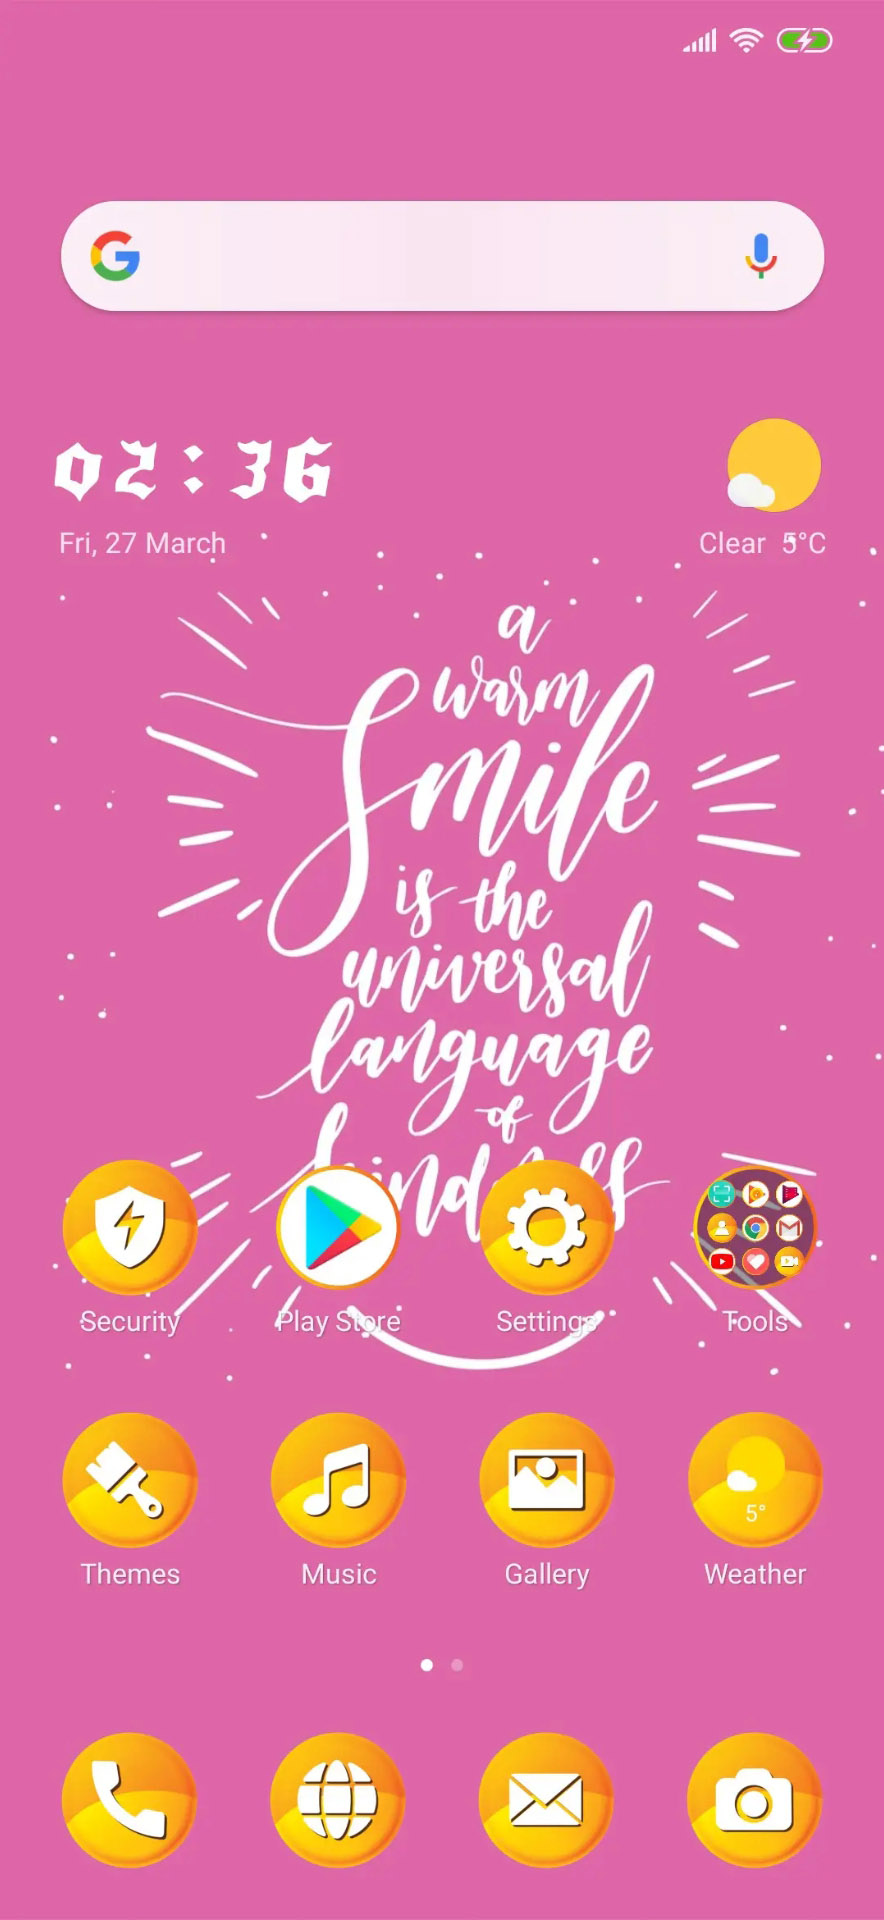 02:36
Fri, 27 March
Clear 5°C
a
warm
Smile
is the
universal
language
of
kindness
Security
Play Store
Settings
Tools
5°
Themes
Music
Gallery
Weather